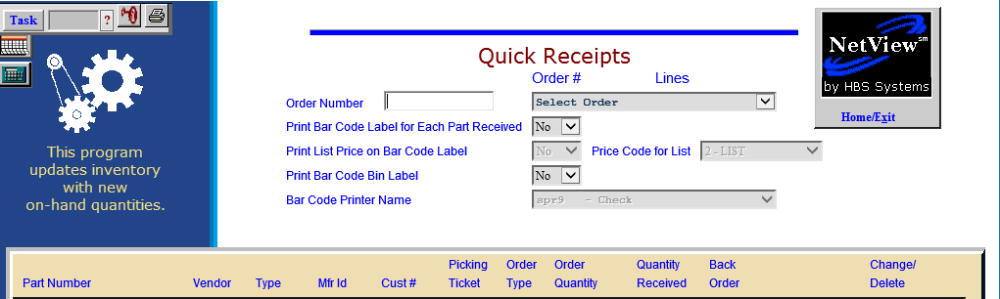 Task ?
Quick Receipts
NetView℠
by HBS Systems
Home/Exit
Order # Lines
Order Number Select Order
Print Bar Code Label for Each Part Received No
Print List Price on Bar Code Label No Price Code for List 2 - LIST
Print Bar Code Bin Label No
Bar Code Printer Name spr9 - Check
This program
updates inventory
with new
on-hand quantities.
Picking Order Order Quantity Back Change/
Part Number Vendor Type Mfr Id Cust # Ticket Type Quantity Received Order Delete